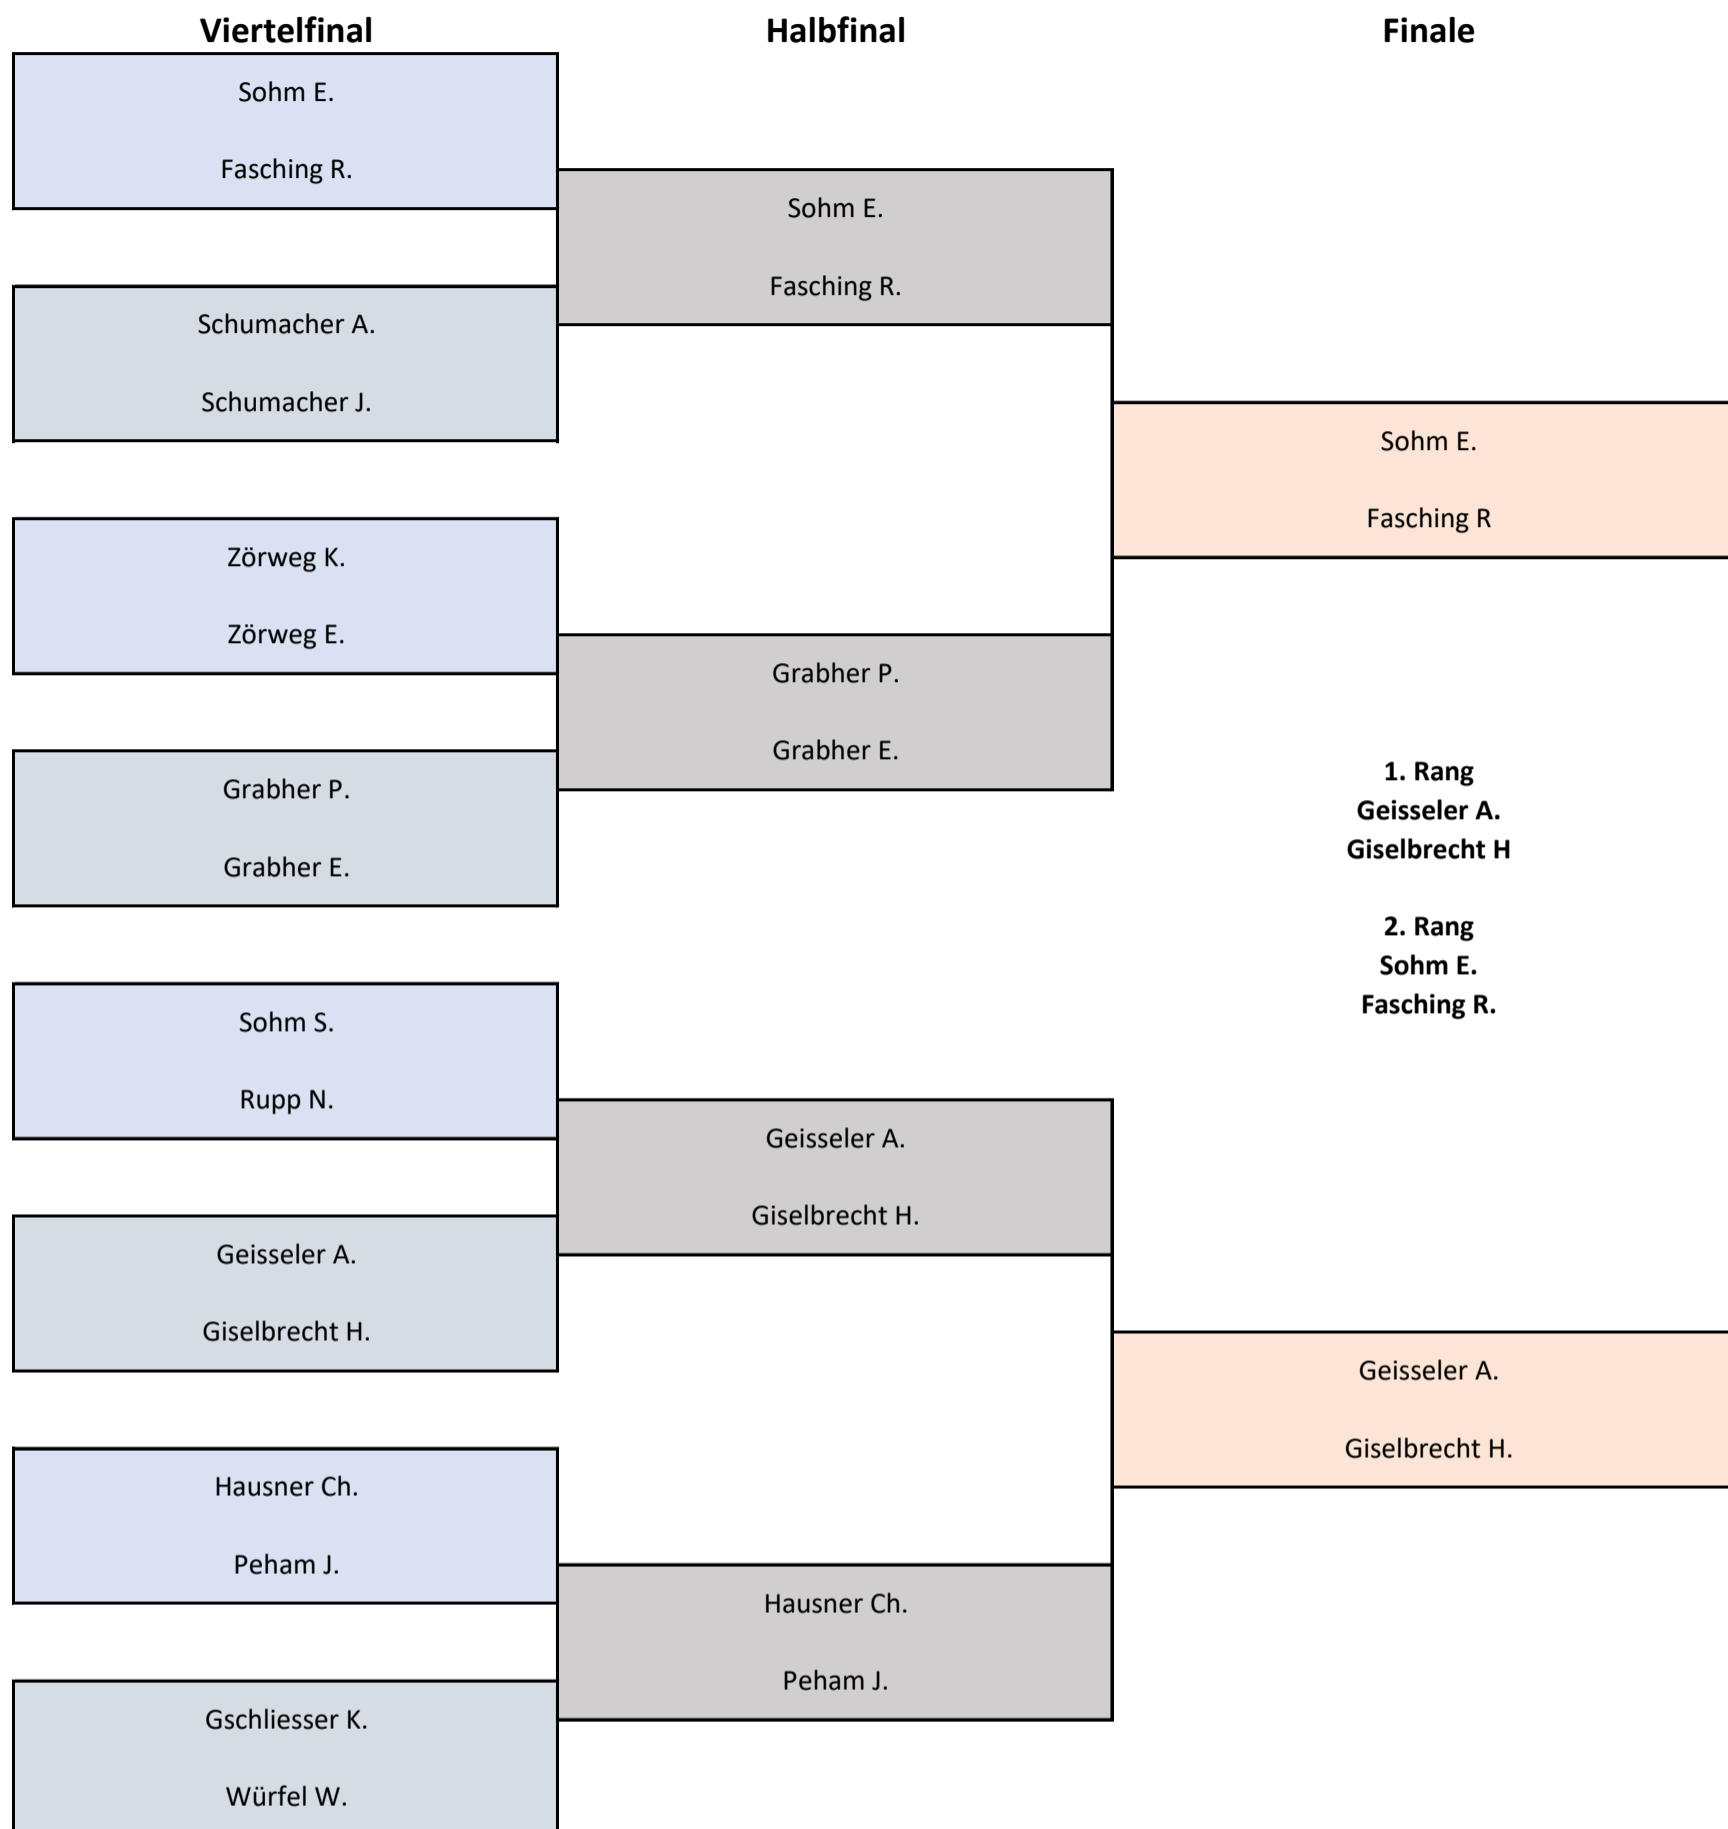 Viertelfinal
Halbfinal
Finale
Sohm E.
Fasching R.
Schumacher A.
Schumacher J.
Zörweg K.
Zörweg E.
Grabher P.
Grabher E.
Sohm S.
Rupp N.
Geisseler A.
Giselbrecht H.
Hausner Ch.
Peham J.
Gschliesser K.
Würfel W.
Sohm E.
Fasching R.
Grabher P.
Grabher E.
Geisseler A.
Giselbrecht H.
Hausner Ch.
Peham J.
Sohm E.
Fasching R
1. Rang
Geisseler A.
Giselbrecht H
2. Rang
Sohm E.
Fasching R.
Geisseler A.
Giselbrecht H.